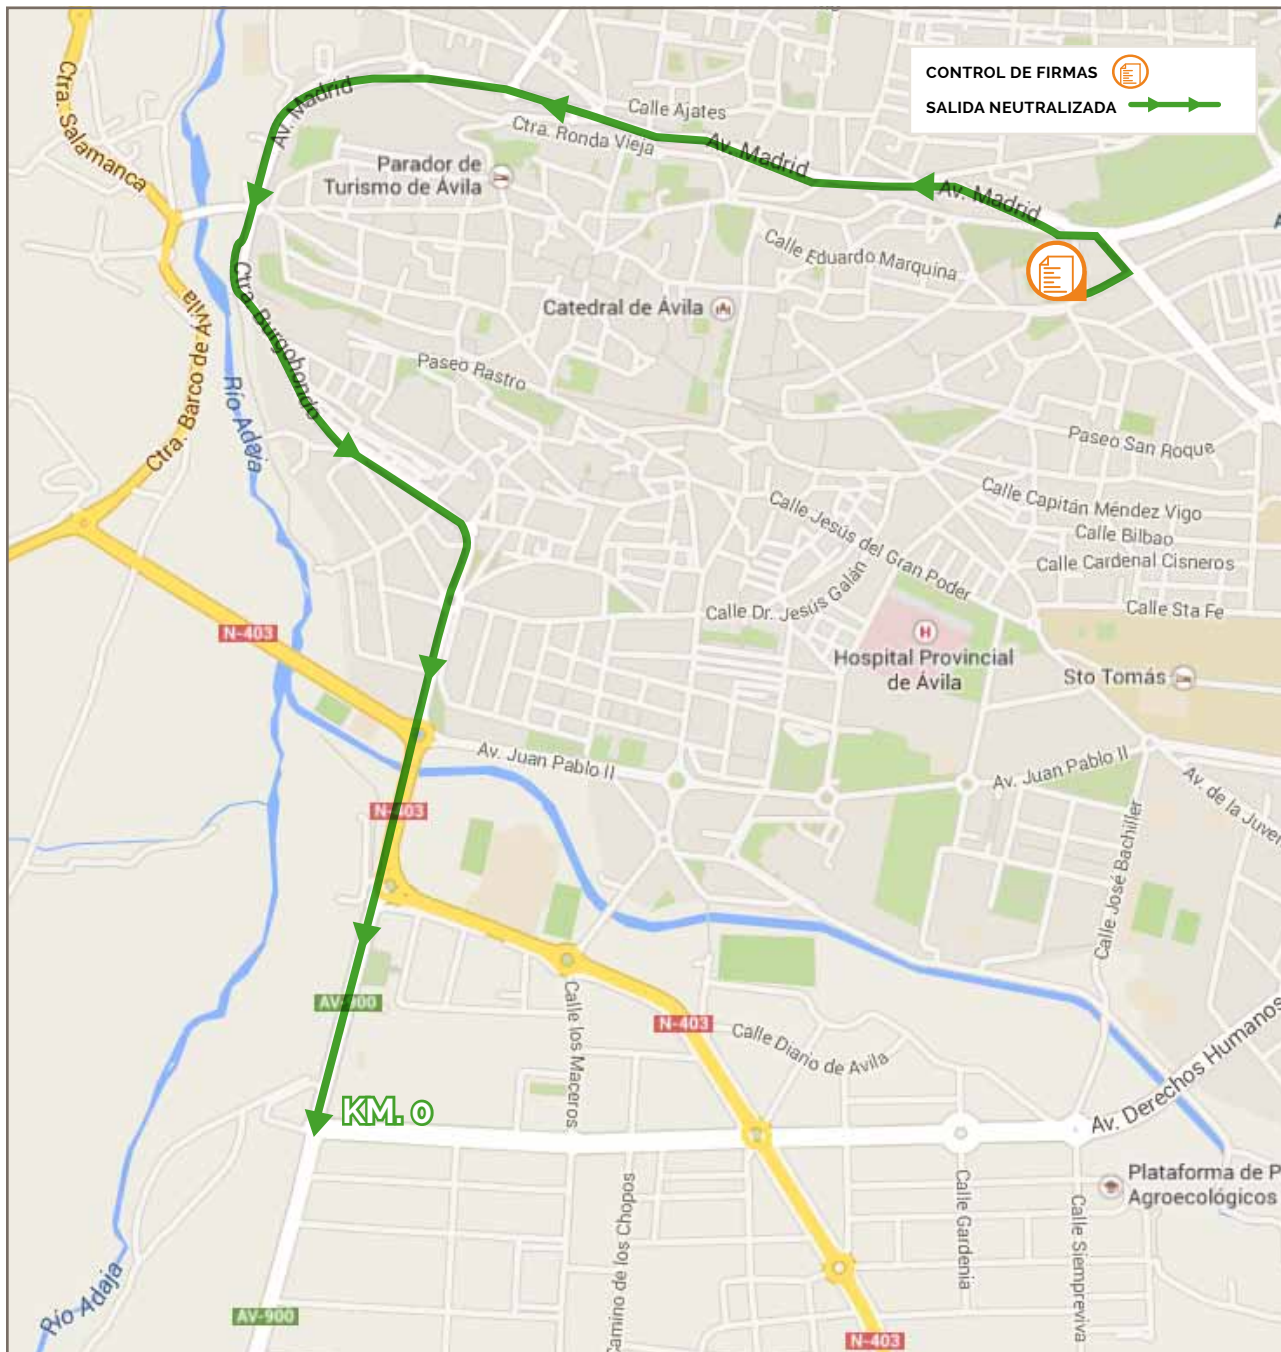 CONTROL DE FIRMAS
SALIDA NEUTRALIZADA
Ctra. Salamanca
Av. Madrid
Calle Ajates
Ctra. Ronda Vieja
Av. Madrid
Parador de
Turismo de Ávila
Av. Madrid
Calle Eduardo Marquina
Catedral de Ávila
Ctra. Burgohondo
Ctra. Barco de Ávila
Río Adaja
Paseo Rastro
Paseo San Roque
Calle Capitán Méndez Vigo
Calle Bilbao
Calle Cardenal Cisneros
Calle Jesús del Gran Poder
Calle Dr. Jesús Galán
Calle Sta Fe
N-403
H
Hospital Provincial
de Ávila
Sto Tomás
Av. Juan Pablo II
Av. Juan Pablo II
Av. de la Juven
N-403
Calle José Bachiller
AV-900
Calle los Maceros
N-403
Calle Diario de Avila
Av. Derechos Humanos
KM. 0
Plataforma de P
Agroecológicos
Camino de los Chopos
Calle Gardenia
Calle Siempreviva
Río Adaja
AV-900
N-403